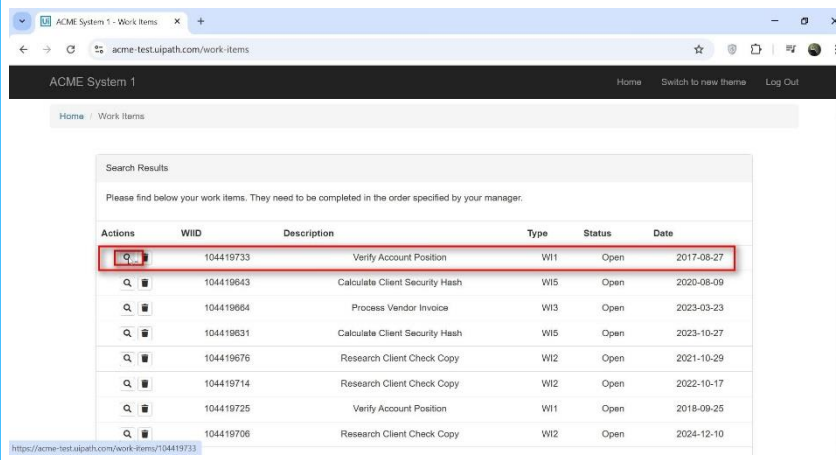 ACME System 1 - Work Items
acme-test.uipath.com/work-items
ACME System 1 Home Switch to new theme Log Out
Home / Work Items
Search Results
Please find below your work items. They need to be completed in the order specified by your manager.
Actions WIID Description Type Status Date
104419733 Verify Account Position WI1 Open 2017-08-27
104419643 Calculate Client Security Hash WI5 Open 2020-08-09
104419664 Process Vendor Invoice WI3 Open 2023-03-23
104419631 Calculate Client Security Hash WI5 Open 2023-10-27
104419676 Research Client Check Copy WI2 Open 2021-10-29
104419714 Research Client Check Copy WI2 Open 2022-10-17
104419725 Verify Account Position WI1 Open 2018-09-25
104419706 Research Client Check Copy WI2 Open 2024-12-10
https://acme-test.uipath.com/work-items/104419733